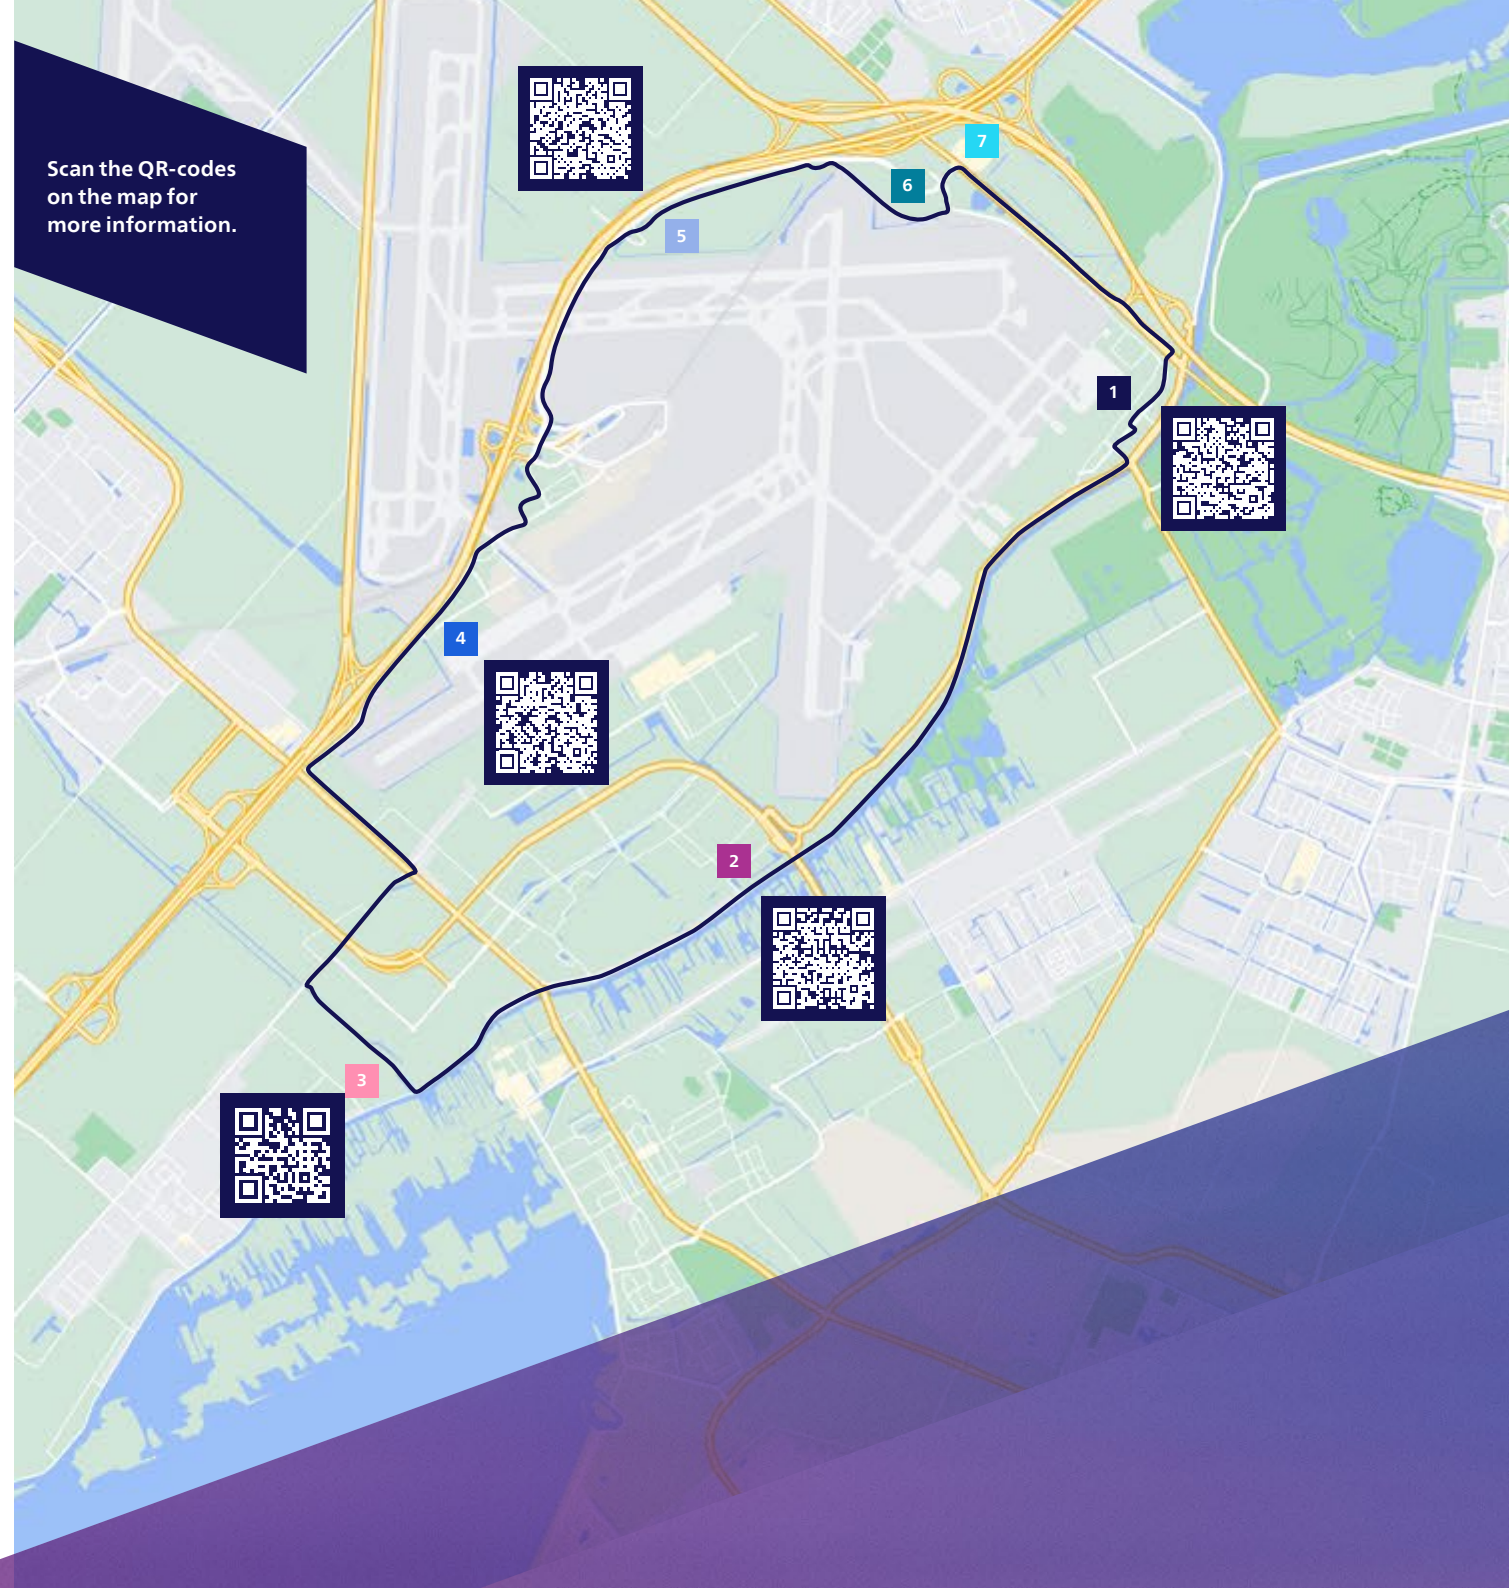 Scan the QR-codes
on the map for
more information.
7
6
5
1
4
2
3